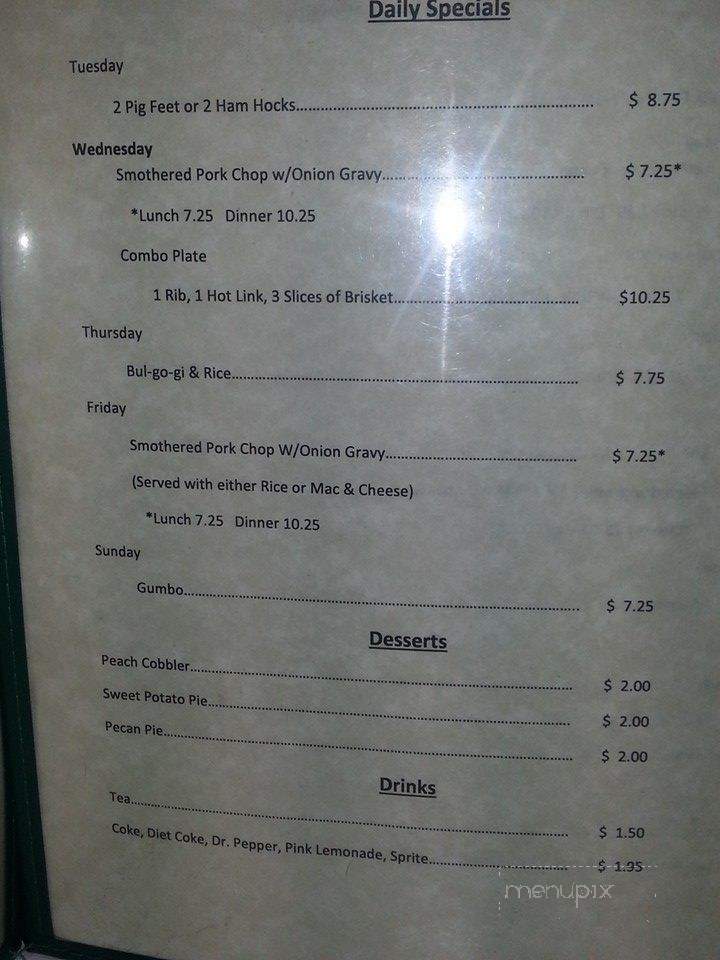 Daily Specials
Tuesday
2 Pig Feet or 2 Ham Hocks.......................................................................... $ 8.75
Wednesday
Smothered Pork Chop w/Onion Gravy.................................................. $ 7.25*
*Lunch 7.25 Dinner 10.25
Combo Plate
1 Rib, 1 Hot Link, 3 Slices of Brisket.............................................. $10.25
Thursday
Bul-go-gi & Rice...................................................................................... $ 7.75
Friday
Smothered Pork Chop W/Onion Gravy................................................ $ 7.25*
(Served with either Rice or Mac & Cheese)
*Lunch 7.25 Dinner 10.25
Sunday
Gumbo.................................................................................................. $ 7.25
Desserts
Peach Cobbler................................................................................................ $ 2.00
Sweet Potato Pie............................................................................................ $ 2.00
Pecan Pie........................................................................................................ $ 2.00
Drinks
Tea................................................................................................................ $ 1.50
Coke, Diet Coke, Dr. Pepper, Pink Lemonade, Sprite.................................... $ 1.95
menupix